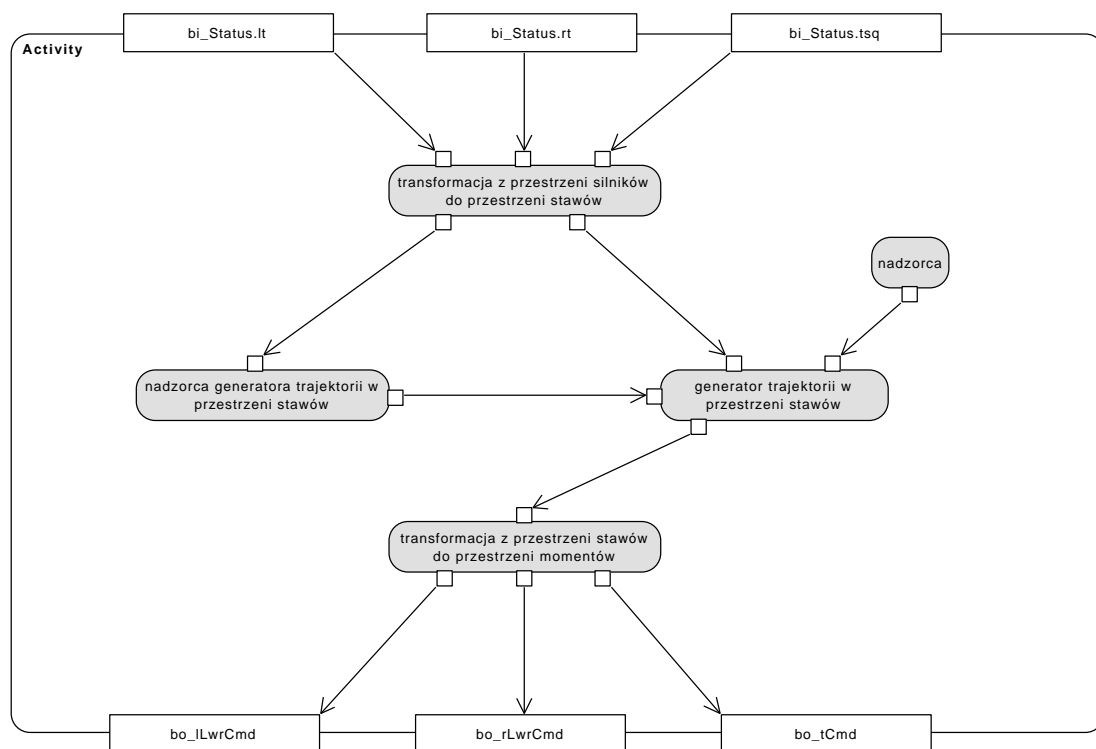 bi_Status.lt
bi_Status.rt
bi_Status.tsq
Activity
transformacja z przestrzeni silników
do przestrzeni stawów
nadzorca
nadzorca generatora trajektorii w
przestrzeni stawów
generator trajektorii w
przestrzeni stawów
transformacja z przestrzeni stawów
do przestrzeni momentów
bo_lLwrCmd
bo_rLwrCmd
bo_tCmd